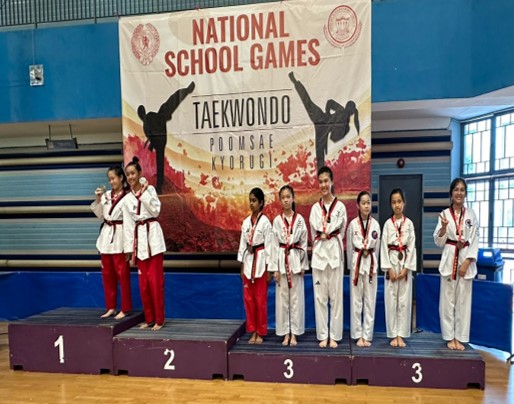 NATIONAL
SCHOOL GAMES
TAEKWONDO
POOMSAE
KYORUGI
1
2
3
3